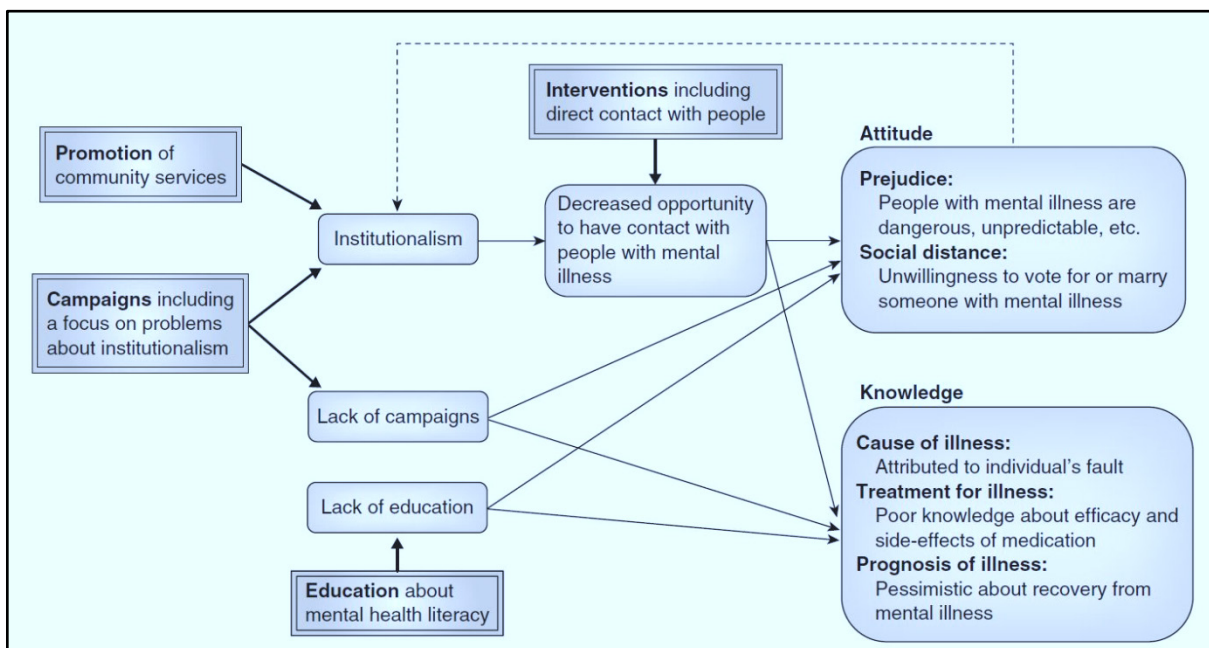 Interventions including
direct contact with people
Promotion of
community services
Attitude
Prejudice:
People with mental illness are
dangerous, unpredictable, etc.
Social distance:
Unwillingness to vote for or marry
someone with mental illness
Institutionalism
Decreased opportunity
to have contact with
people with mental
illness
Campaigns including
a focus on problems
about institutionalism
Lack of campaigns
Knowledge
Cause of illness:
Attributed to individual’s fault
Treatment for illness:
Poor knowledge about efficacy and
side-effects of medication
Prognosis of illness:
Pessimistic about recovery from
mental illness
Lack of education
Education about
mental health literacy